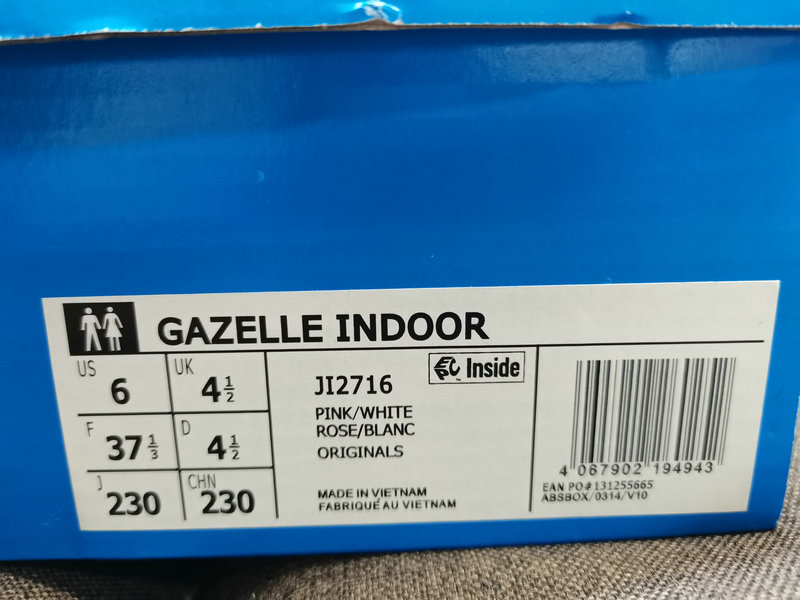 GAZELLE INDOOR
US 6 UK 4 1/2
F 37 1/3 D 4 1/2
J 230 CHN 230
EPC Inside
TM
JI2716
PINK/WHITE
ROSE/BLANC
ORIGINALS
MADE IN VIETNAM
FABRIQUÉ AU VIETNAM
4 067902 194943
EAN PO# 131255665
ABSBOX/0314/V10